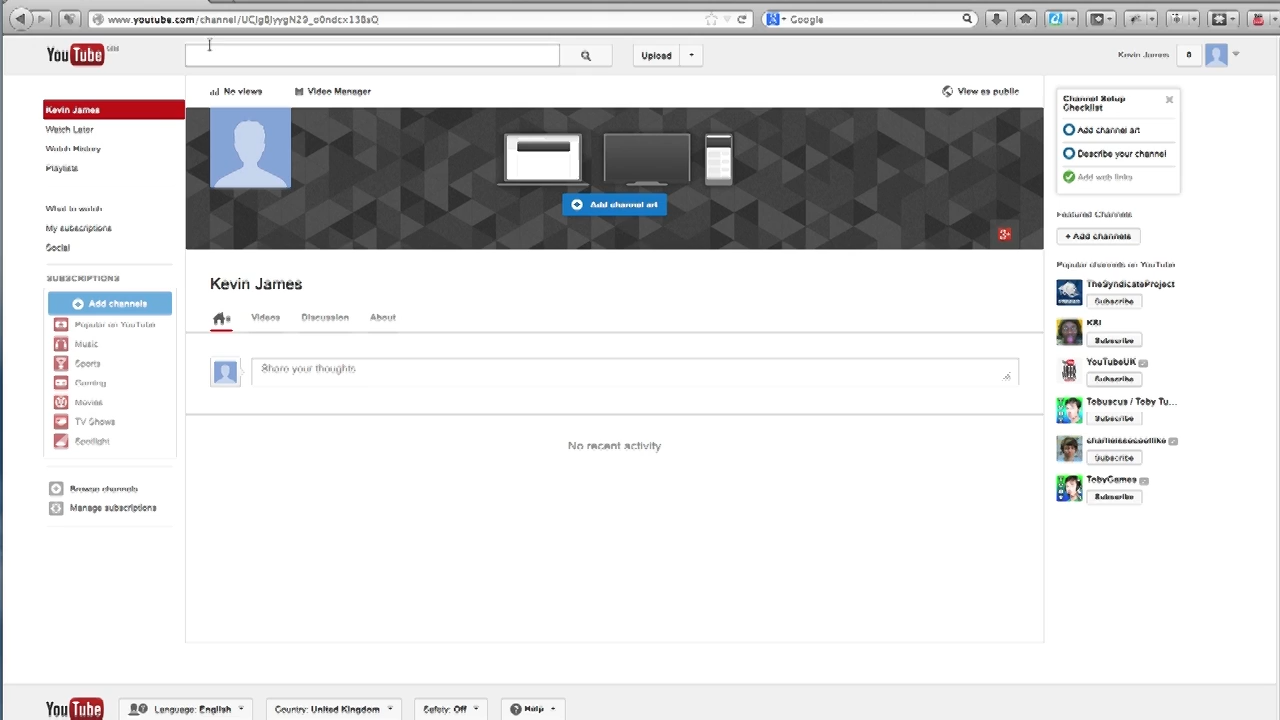 www.youtube.com/channel/
Google
YouTube
Upload
Kevin James
0
Kevin James
Watch Later
Watch History
Playlists
What to watch
My subscriptions
Social
SUBSCRIPTIONS
Add channels
Popular on YouTube
Music
Sports
Gaming
Movies
TV Shows
Spotlight
Browse channels
Manage subscriptions
No views
Video Manager
View as public
Add channel art
Kevin James
Videos
Discussion
About
Share your thoughts
No recent activity
Channel Setup
Checklist
Add channel art
Describe your channel
Add web links
Featured Channels
+ Add channels
Popular channels on YouTube
TheSyndicateProject
Subscribe
KSI
Subscribe
YouTubeUK
Subscribe
Tobuscus / Toby Tu...
Subscribe
charlieissocoollike
Subscribe
TobyGames
Subscribe
YouTube
Language: English
Country: United Kingdom
Safety: Off
Help